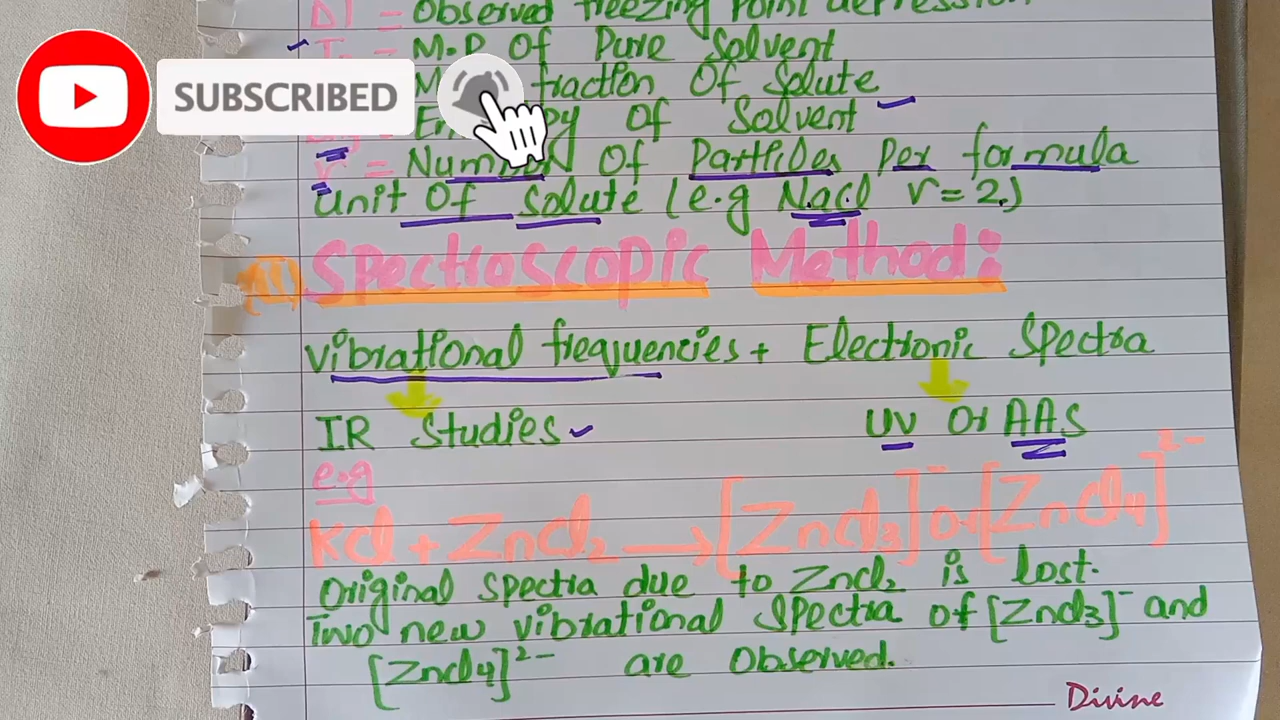 = Observed freezing Point depression
= M.P Of Pure Solvent
SUBSCRIBED
fraction Of Solute
Of Solvent
r = Number Of Particles Per formula
Unit Of Solute (e.g Nacl r = 2)
Spectroscopic Method:
Vibrational frequencies + Electronic Spectra
IR Studies
UV Or AAS
e.g
KCl + ZnCl2 → [ZnCl3]- Or [ZnCl4]2-
Original Spectra due to ZnCl2 is lost.
Two new vibrational Spectra of [ZnCl3]- and
[ZnCl4]2- are Observed.
Divine